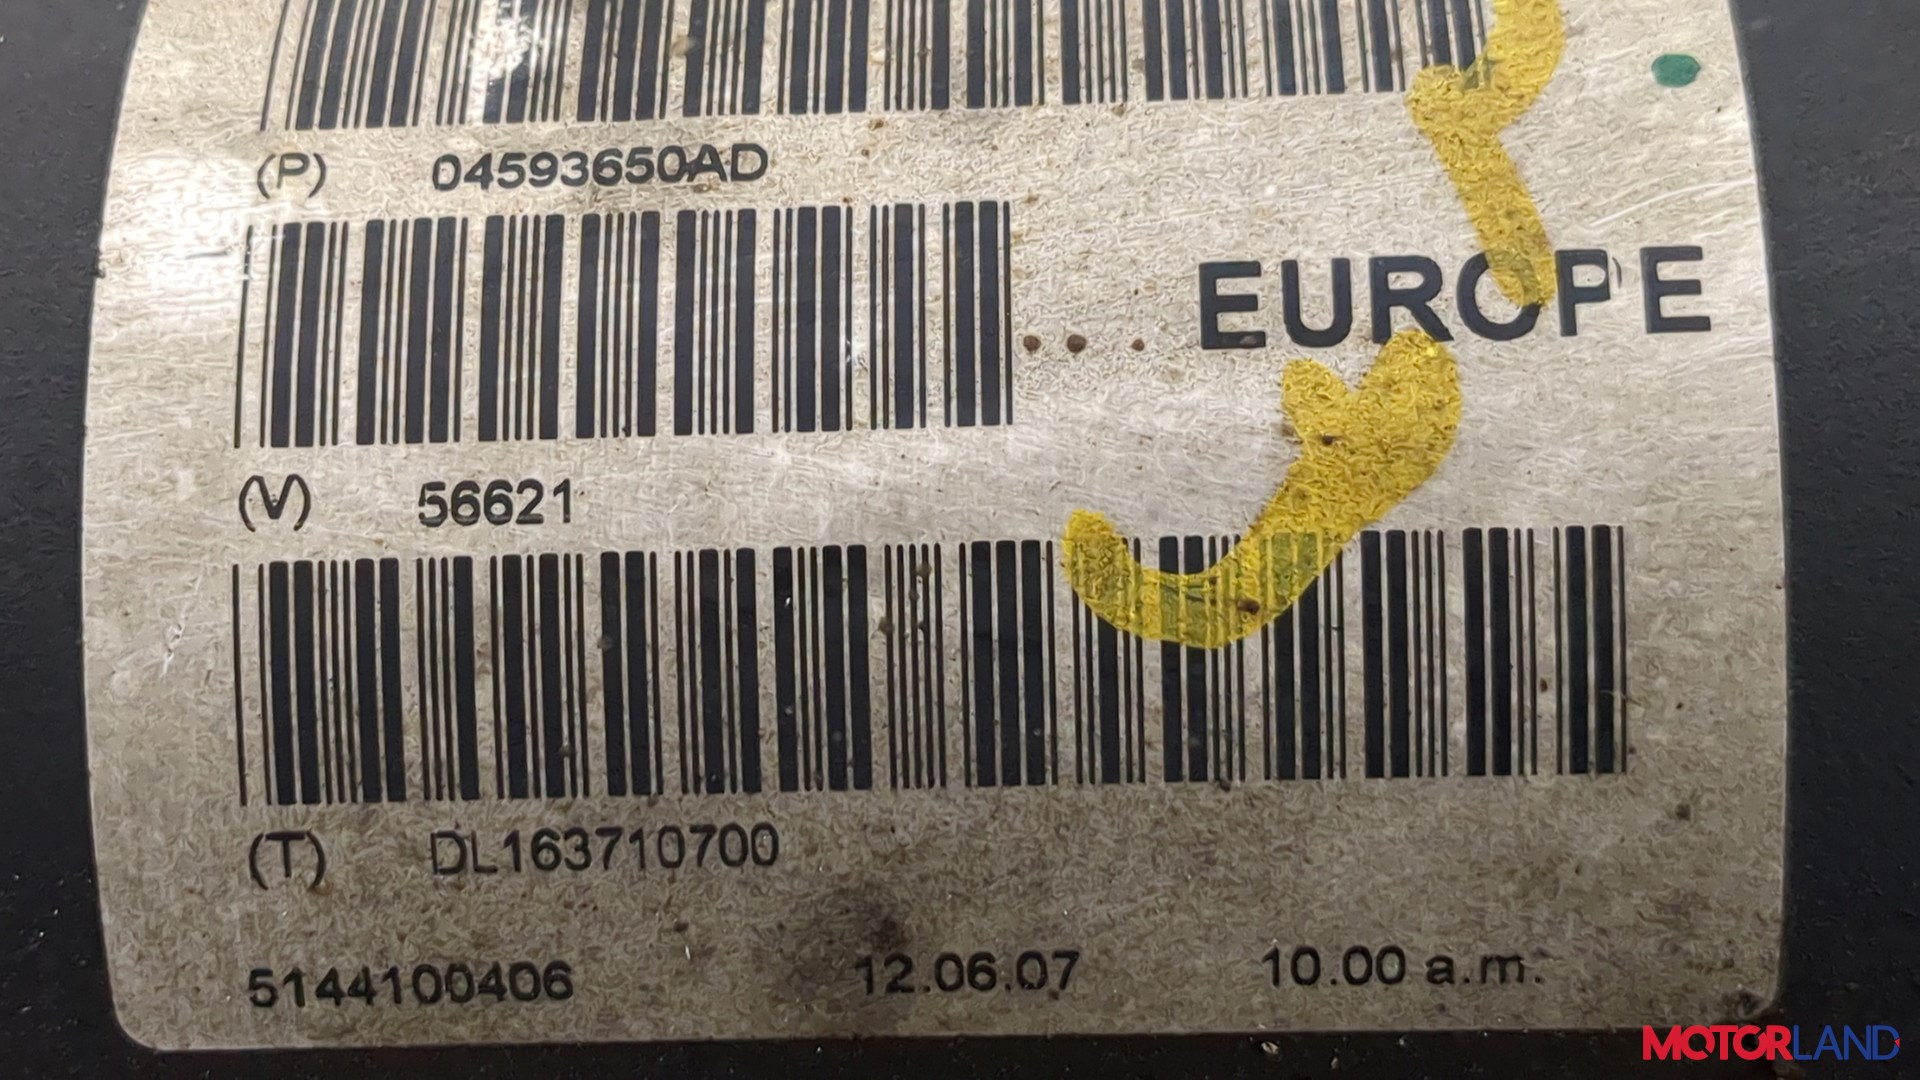 (P) 04593650AD
EUROPE
(V) 56621
(T) DL163710700
5144100406 12.06.07 10.00 a.m.
MOTORLAND